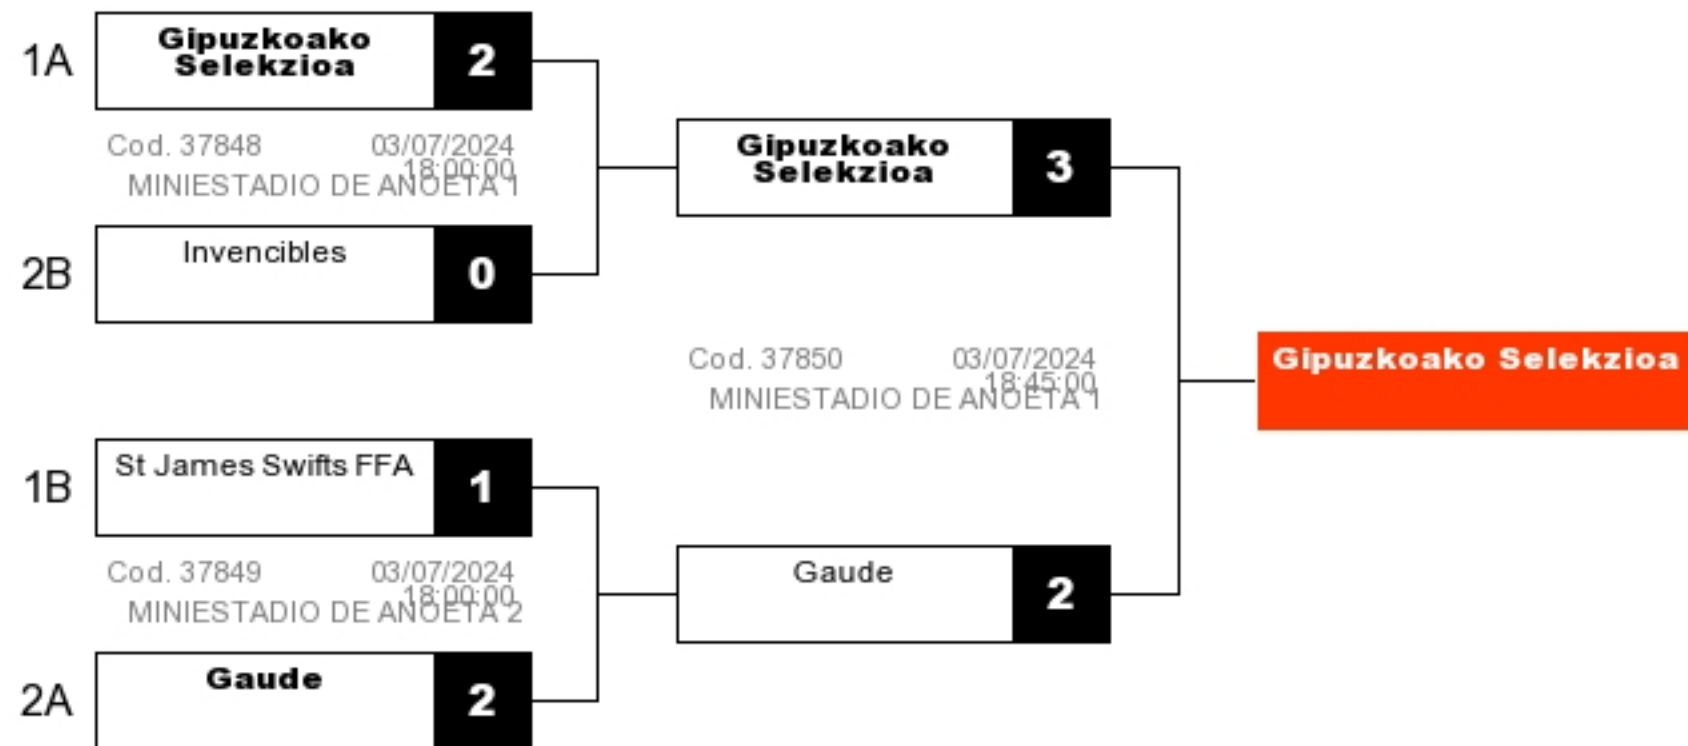 1A
Gipuzkoako
Selekzioa
2
Cod. 37848 03/07/2024
18:00:00
MINIESTADIO DE ANOETA 1
2B
Invencibles
0
Gipuzkoako
Selekzioa
3
Cod. 37850 03/07/2024
18:45:00
MINIESTADIO DE ANOETA 1
Gipuzkoako Selekzioa
1B
St James Swifts FFA
1
Cod. 37849 03/07/2024
18:00:00
MINIESTADIO DE ANOETA 2
Gaude
2
2A
Gaude
2